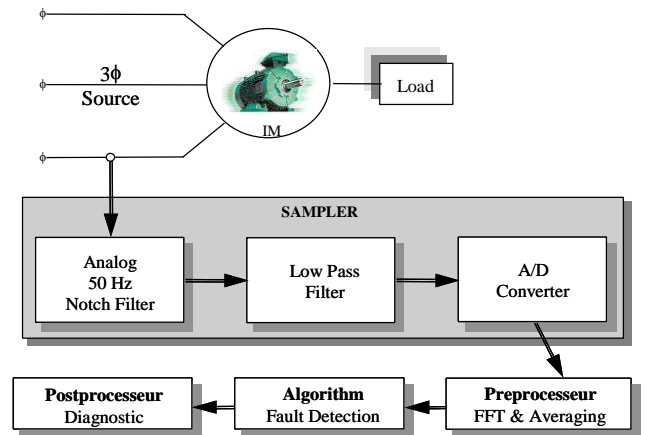 ϕ
3ϕ
Source
ϕ
ϕ
IM
Load
SAMPLER
Analog
50 Hz
Notch Filter
Low Pass
Filter
A/D
Converter
Postprocesseur
Diagnostic
Algorithm
Fault Detection
Preprocesseur
FFT & Averaging